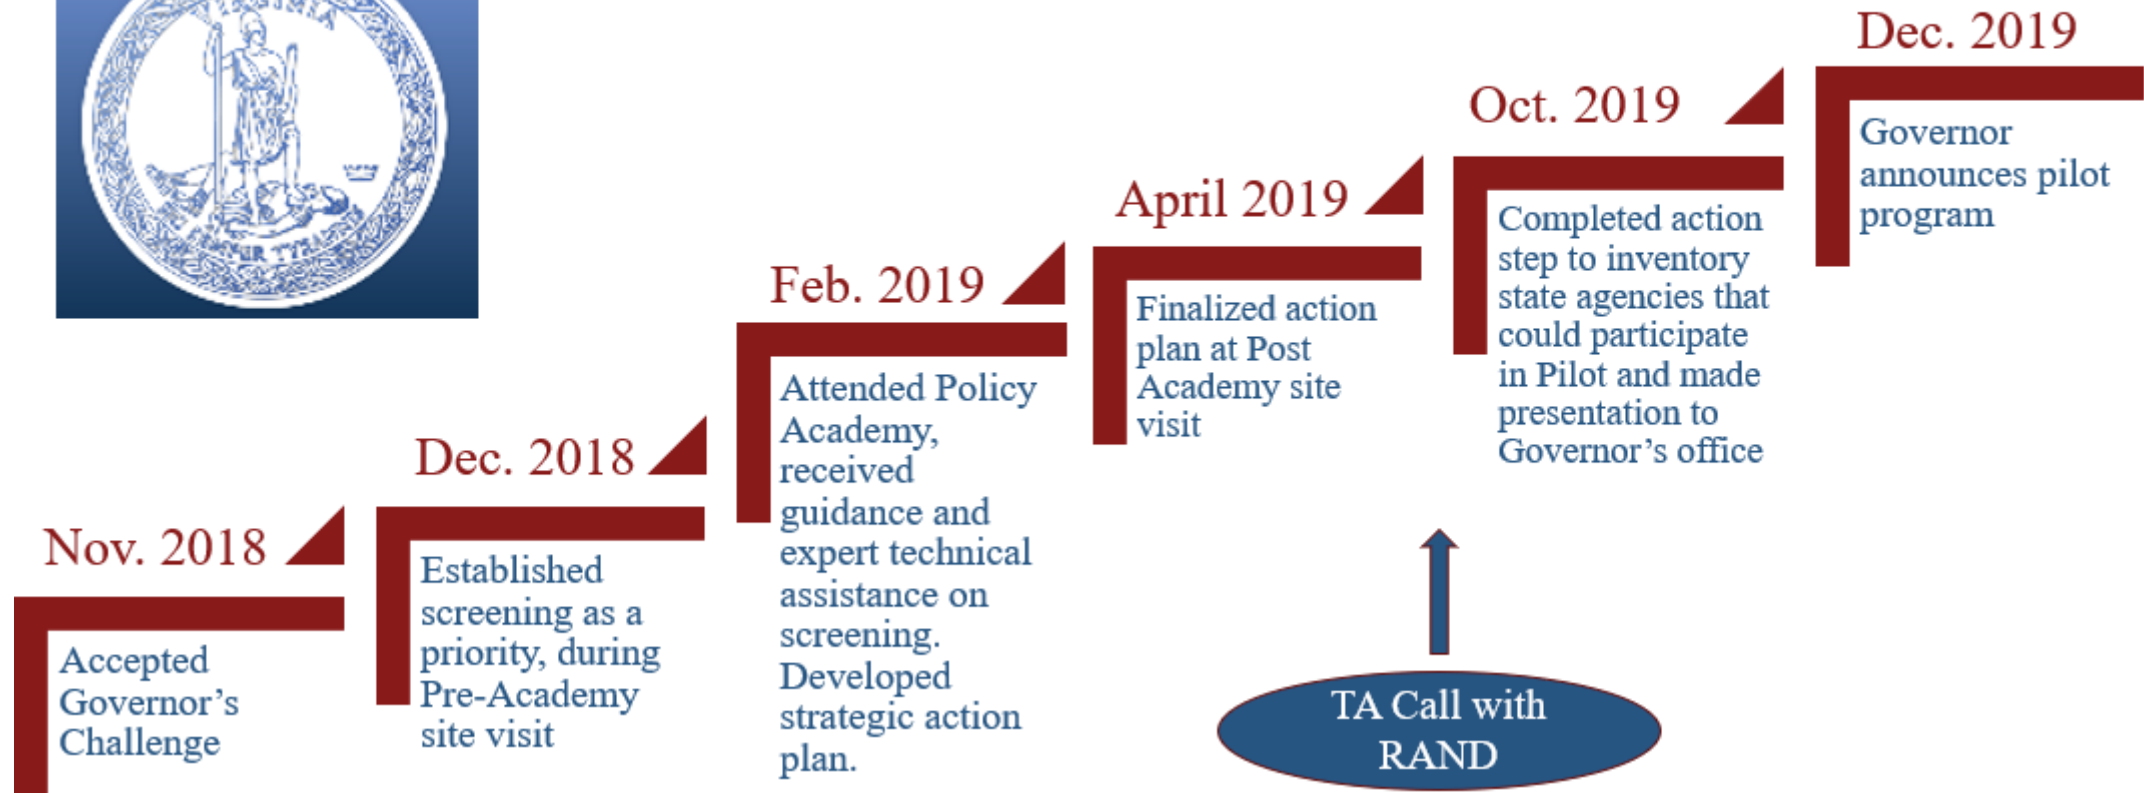 VIRGINIA
Nov. 2018
Accepted
Governor's
Challenge
Dec. 2018
Established
screening as a
priority, during
Pre-Academy
site visit
Feb. 2019
Attended Policy
Academy,
received
guidance and
expert technical
assistance on
screening.
Developed
strategic action
plan.
April 2019
Finalized action
plan at Post
Academy site
visit
Oct. 2019
Completed action
step to inventory
state agencies that
could participate
in Pilot and made
presentation to
Governor's office
Dec. 2019
Governor
announces pilot
program
TA Call with
RAND